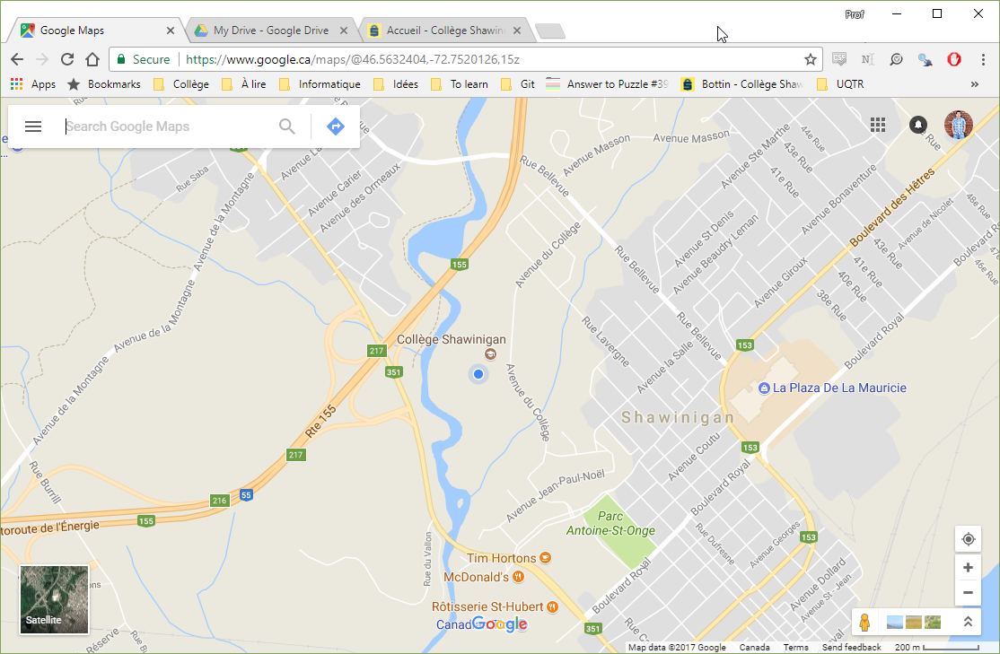 Prof
Google Maps
My Drive - Google Drive
Accueil - Collège Shawin
Secure
https://www.google.ca/maps/@46.5632404,-72.7520126,15z
Apps
Bookmarks
Collège
À lire
Informatique
Idées
To learn
Git
Answer to Puzzle #39
Bottin - Collège Shaw
UQTR
»
Search Google Maps
Avenue Masson
Avenue Masson
Avenue Ste Marthe
44e Rue
43e Rue
41e Rue
Rue Bellevue
Rue Saba
Avenue Carier
Avenue des Ormeaux
Avenue de la Montagne
Avenue Bonaventure
Boulevard des Hêtres
48e Rue
Avenue de Nicolet
Avenue St Denis
Avenue Beaudry Leman
Avenue du Collège
Rue Bellevue
43e Rue
41e Rue
40e Rue
38e Rue
46e Rue
Boulevard Royal
155
Avenue Giroux
Avenue de la Montagne
Avenue de la Montagne
Collège Shawinigan
217
351
Rue Lavergne
Rue Bellevue
Avenue la Salle
153
Boulevard Royal
La Plaza De La Mauricie
Avenue du Collège
Avenue de la Montagne
Shawinigan
Rte 155
217
153
Avenue Coutu
Boulevard Royal
Rue Burrill
Avenue Jean-Paul-Noël
216
55
155
toroute de l'Énergie
Parc
Antoine-St-Onge
Rue Dufresne
Avenue Georges
153
Rue du Vallon
Tim Hortons
McDonald's
Boulevard Royal
Avenue Dollard
Avenue St - Jean
Rôtisserie St-Hubert
Canad
Google
351
Satellite
ons
Réserve
Map data ©2017 Google
Canada
Terms
Send feedback
200 m